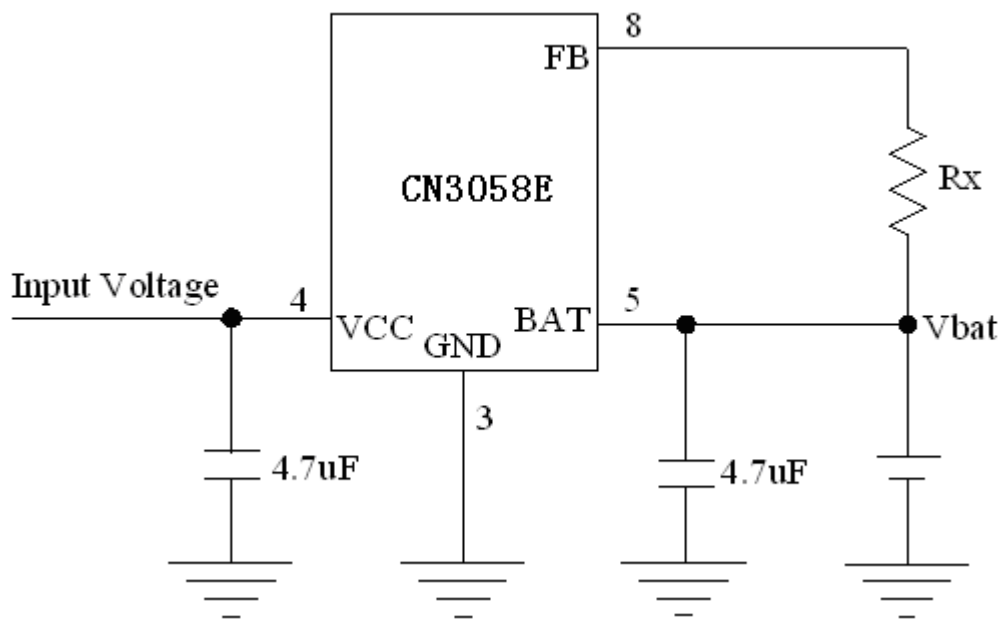 8
FB
CN3058E
Rx
Input Voltage
4
VCC
GND
BAT
5
Vbat
3
4.7uF
4.7uF